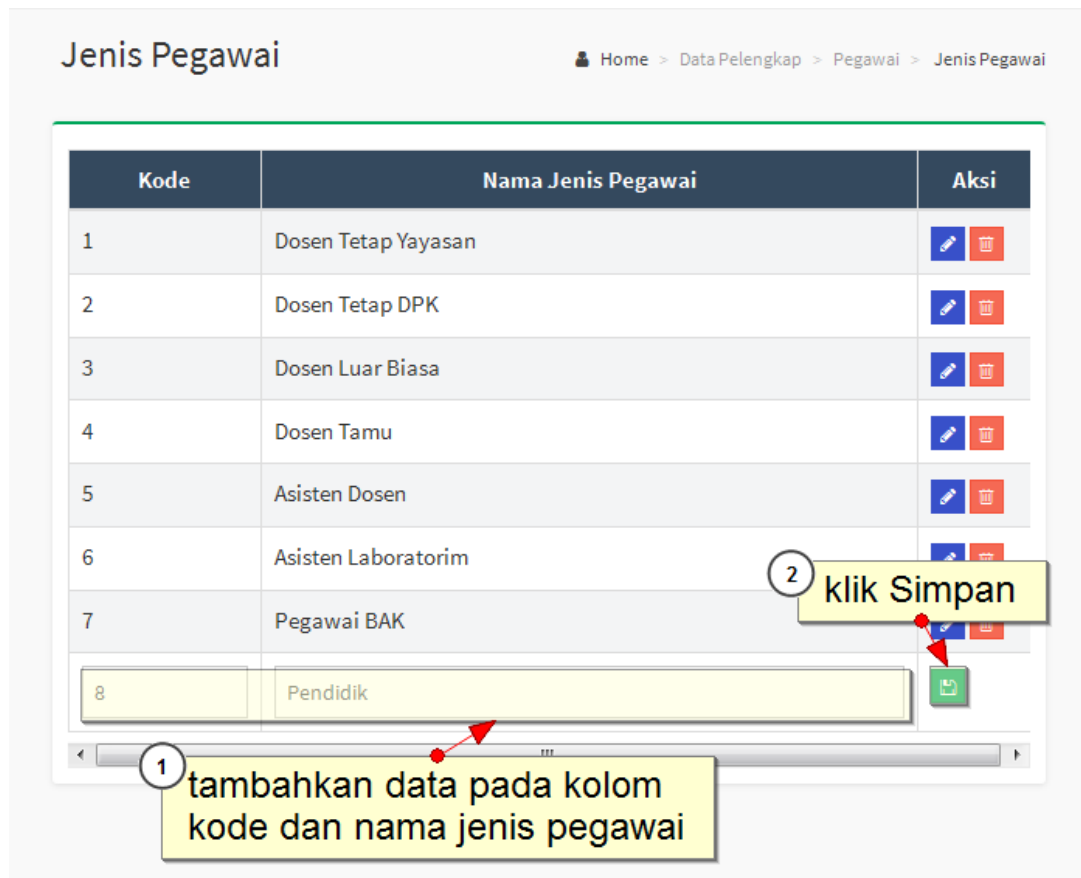 Jenis Pegawai
Home > Data Pelengkap > Pegawai > Jenis Pegawai
Kode Nama Jenis Pegawai Aksi
1 Dosen Tetap Yayasan
2 Dosen Tetap DPK
3 Dosen Luar Biasa
4 Dosen Tamu
5 Asisten Dosen
6 Asisten Laboratorim
2 klik Simpan
7 Pegawai BAK
8 Pendidik
1 tambahkan data pada kolom
kode dan nama jenis pegawai